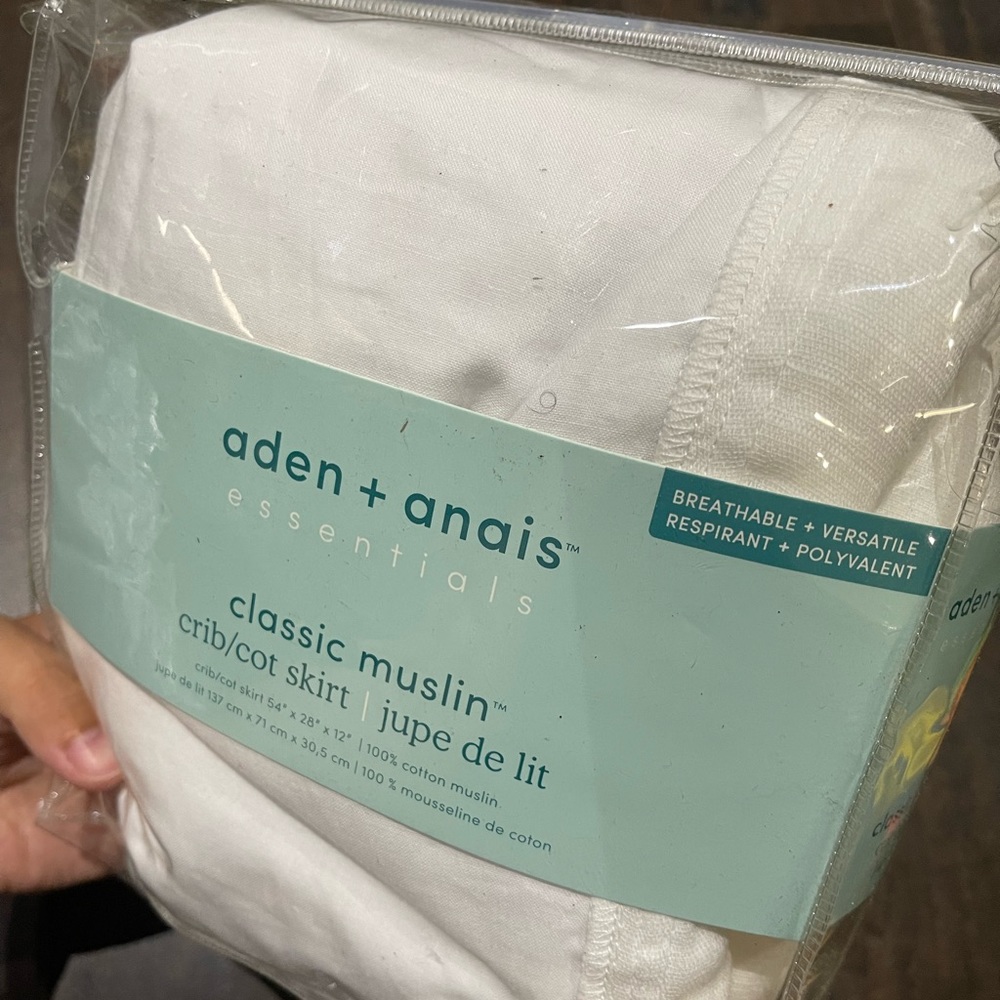 aden + anais™
essentials
BREATHABLE + VERSATILE
RESPIRANT + POLYVALENT
classic muslin™
crib/cot skirt | jupe de lit
crib/cot skirt 54" x 28" x 12" | 100% cotton muslin
jupe de lit 137 cm x 71 cm x 30,5 cm | 100 % mousseline de coton
aden